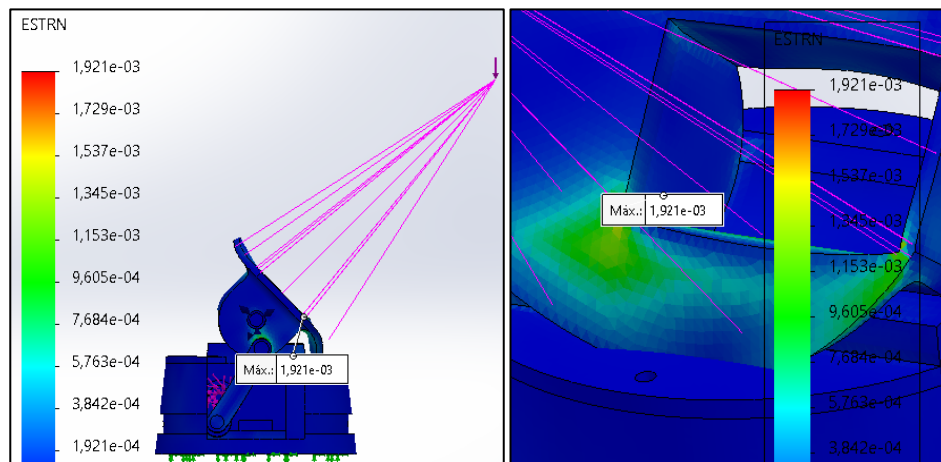 ESTRN
1,921e-03
1,729e-03
1,537e-03
1,345e-03
1,153e-03
9,605e-04
7,684e-04
5,763e-04
3,842e-04
1,921e-04
Máx.: 1,921e-03
ESTRN
1,921e-03
1,729e-03
1,537e-03
1,345e-03
1,153e-03
9,605e-04
7,684e-04
5,763e-04
3,842e-04
Máx.: 1,921e-03